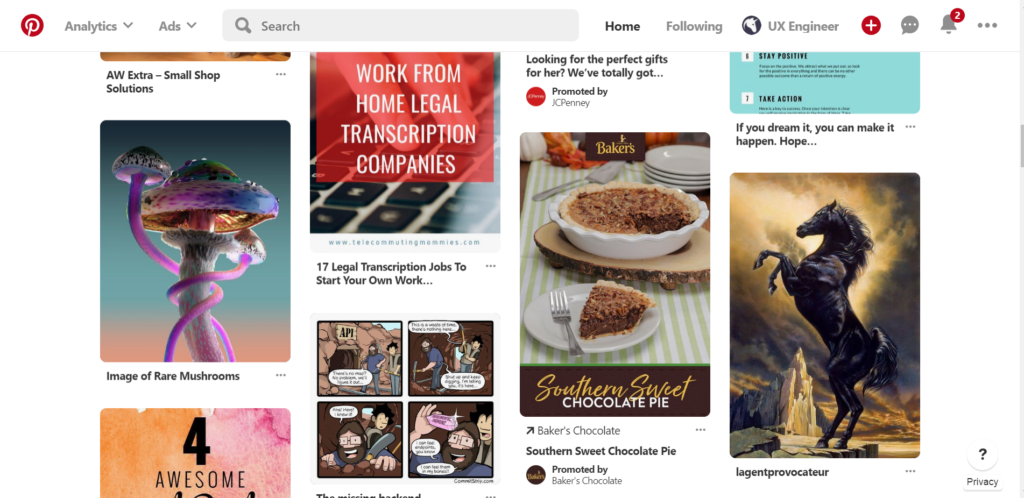 Analytics
Ads
Search
Home
Following
UX Engineer
2
AW Extra – Small Shop
Solutions
Image of Rare Mushrooms
4
AWESOME
WORK FROM
HOME LEGAL
TRANSCRIPTION
COMPANIES
www.telecommutingmommies.com
17 Legal Transcription Jobs To
Start Your Own Work...
API
This is a waste of time,
there's nothing here...
There's no map?
No problem, we'll
figure it out...
Shut up and keep
digging, I'm telling
you, it's here...
Aha! Here!
I knew it!
I can feel
endpoints,
you know
I can feel them
in my bones!
CommitStrip.com
The missing backend
Looking for the perfect gifts
for her? We've totally got...
JCPenney
Promoted by
JCPenney
Baker's
Southern Sweet
CHOCOLATE PIE
Baker's Chocolate
Southern Sweet Chocolate Pie
Promoted by
Baker's Chocolate
6 STAY POSITIVE
7 TAKE ACTION
If you dream it, you can make it
happen. Hope...
lagentprovocateur
?
Privacy